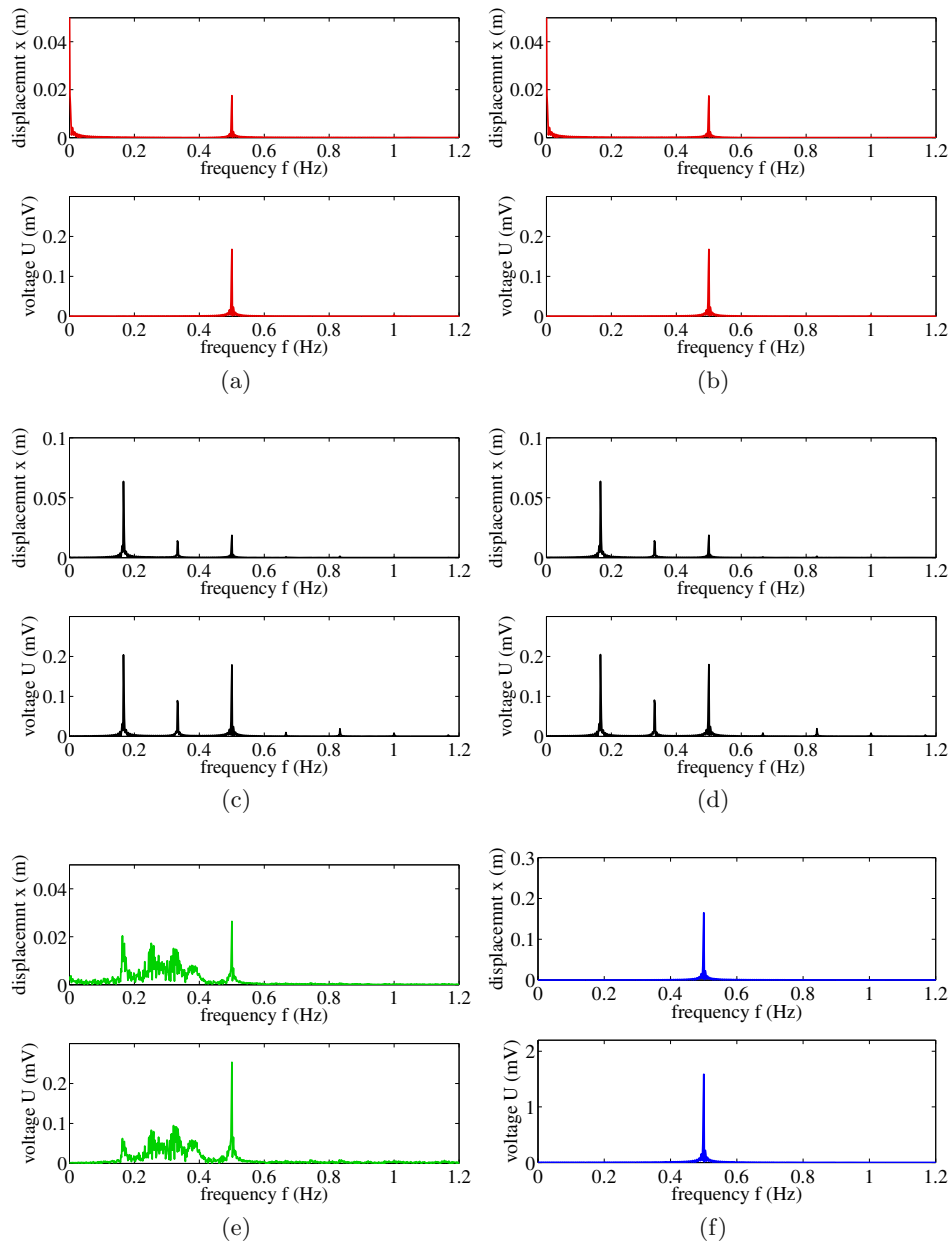 displacemnt x (m)
0.04
0.02
0
0 0.2 0.4 0.6 0.8 1 1.2
frequency f (Hz)
voltage U (mV)
0.2
0.1
0
0 0.2 0.4 0.6 0.8 1 1.2
frequency f (Hz)
(a)
displacemnt x (m)
0.04
0.02
0
0 0.2 0.4 0.6 0.8 1 1.2
frequency f (Hz)
voltage U (mV)
0.2
0.1
0
0 0.2 0.4 0.6 0.8 1 1.2
frequency f (Hz)
(b)
displacemnt x (m)
0.1
0.05
0
0 0.2 0.4 0.6 0.8 1 1.2
frequency f (Hz)
voltage U (mV)
0.2
0.1
0
0 0.2 0.4 0.6 0.8 1 1.2
frequency f (Hz)
(c)
displacemnt x (m)
0.1
0.05
0
0 0.2 0.4 0.6 0.8 1 1.2
frequency f (Hz)
voltage U (mV)
0.2
0.1
0
0 0.2 0.4 0.6 0.8 1 1.2
frequency f (Hz)
(d)
displacemnt x (m)
0.04
0.02
0
0 0.2 0.4 0.6 0.8 1 1.2
frequency f (Hz)
voltage U (mV)
0.2
0.1
0
0 0.2 0.4 0.6 0.8 1 1.2
frequency f (Hz)
(e)
displacemnt x (m)
0.3
0.2
0.1
0
0 0.2 0.4 0.6 0.8 1 1.2
frequency f (Hz)
voltage U (mV)
2
1
0
0 0.2 0.4 0.6 0.8 1 1.2
frequency f (Hz)
(f)